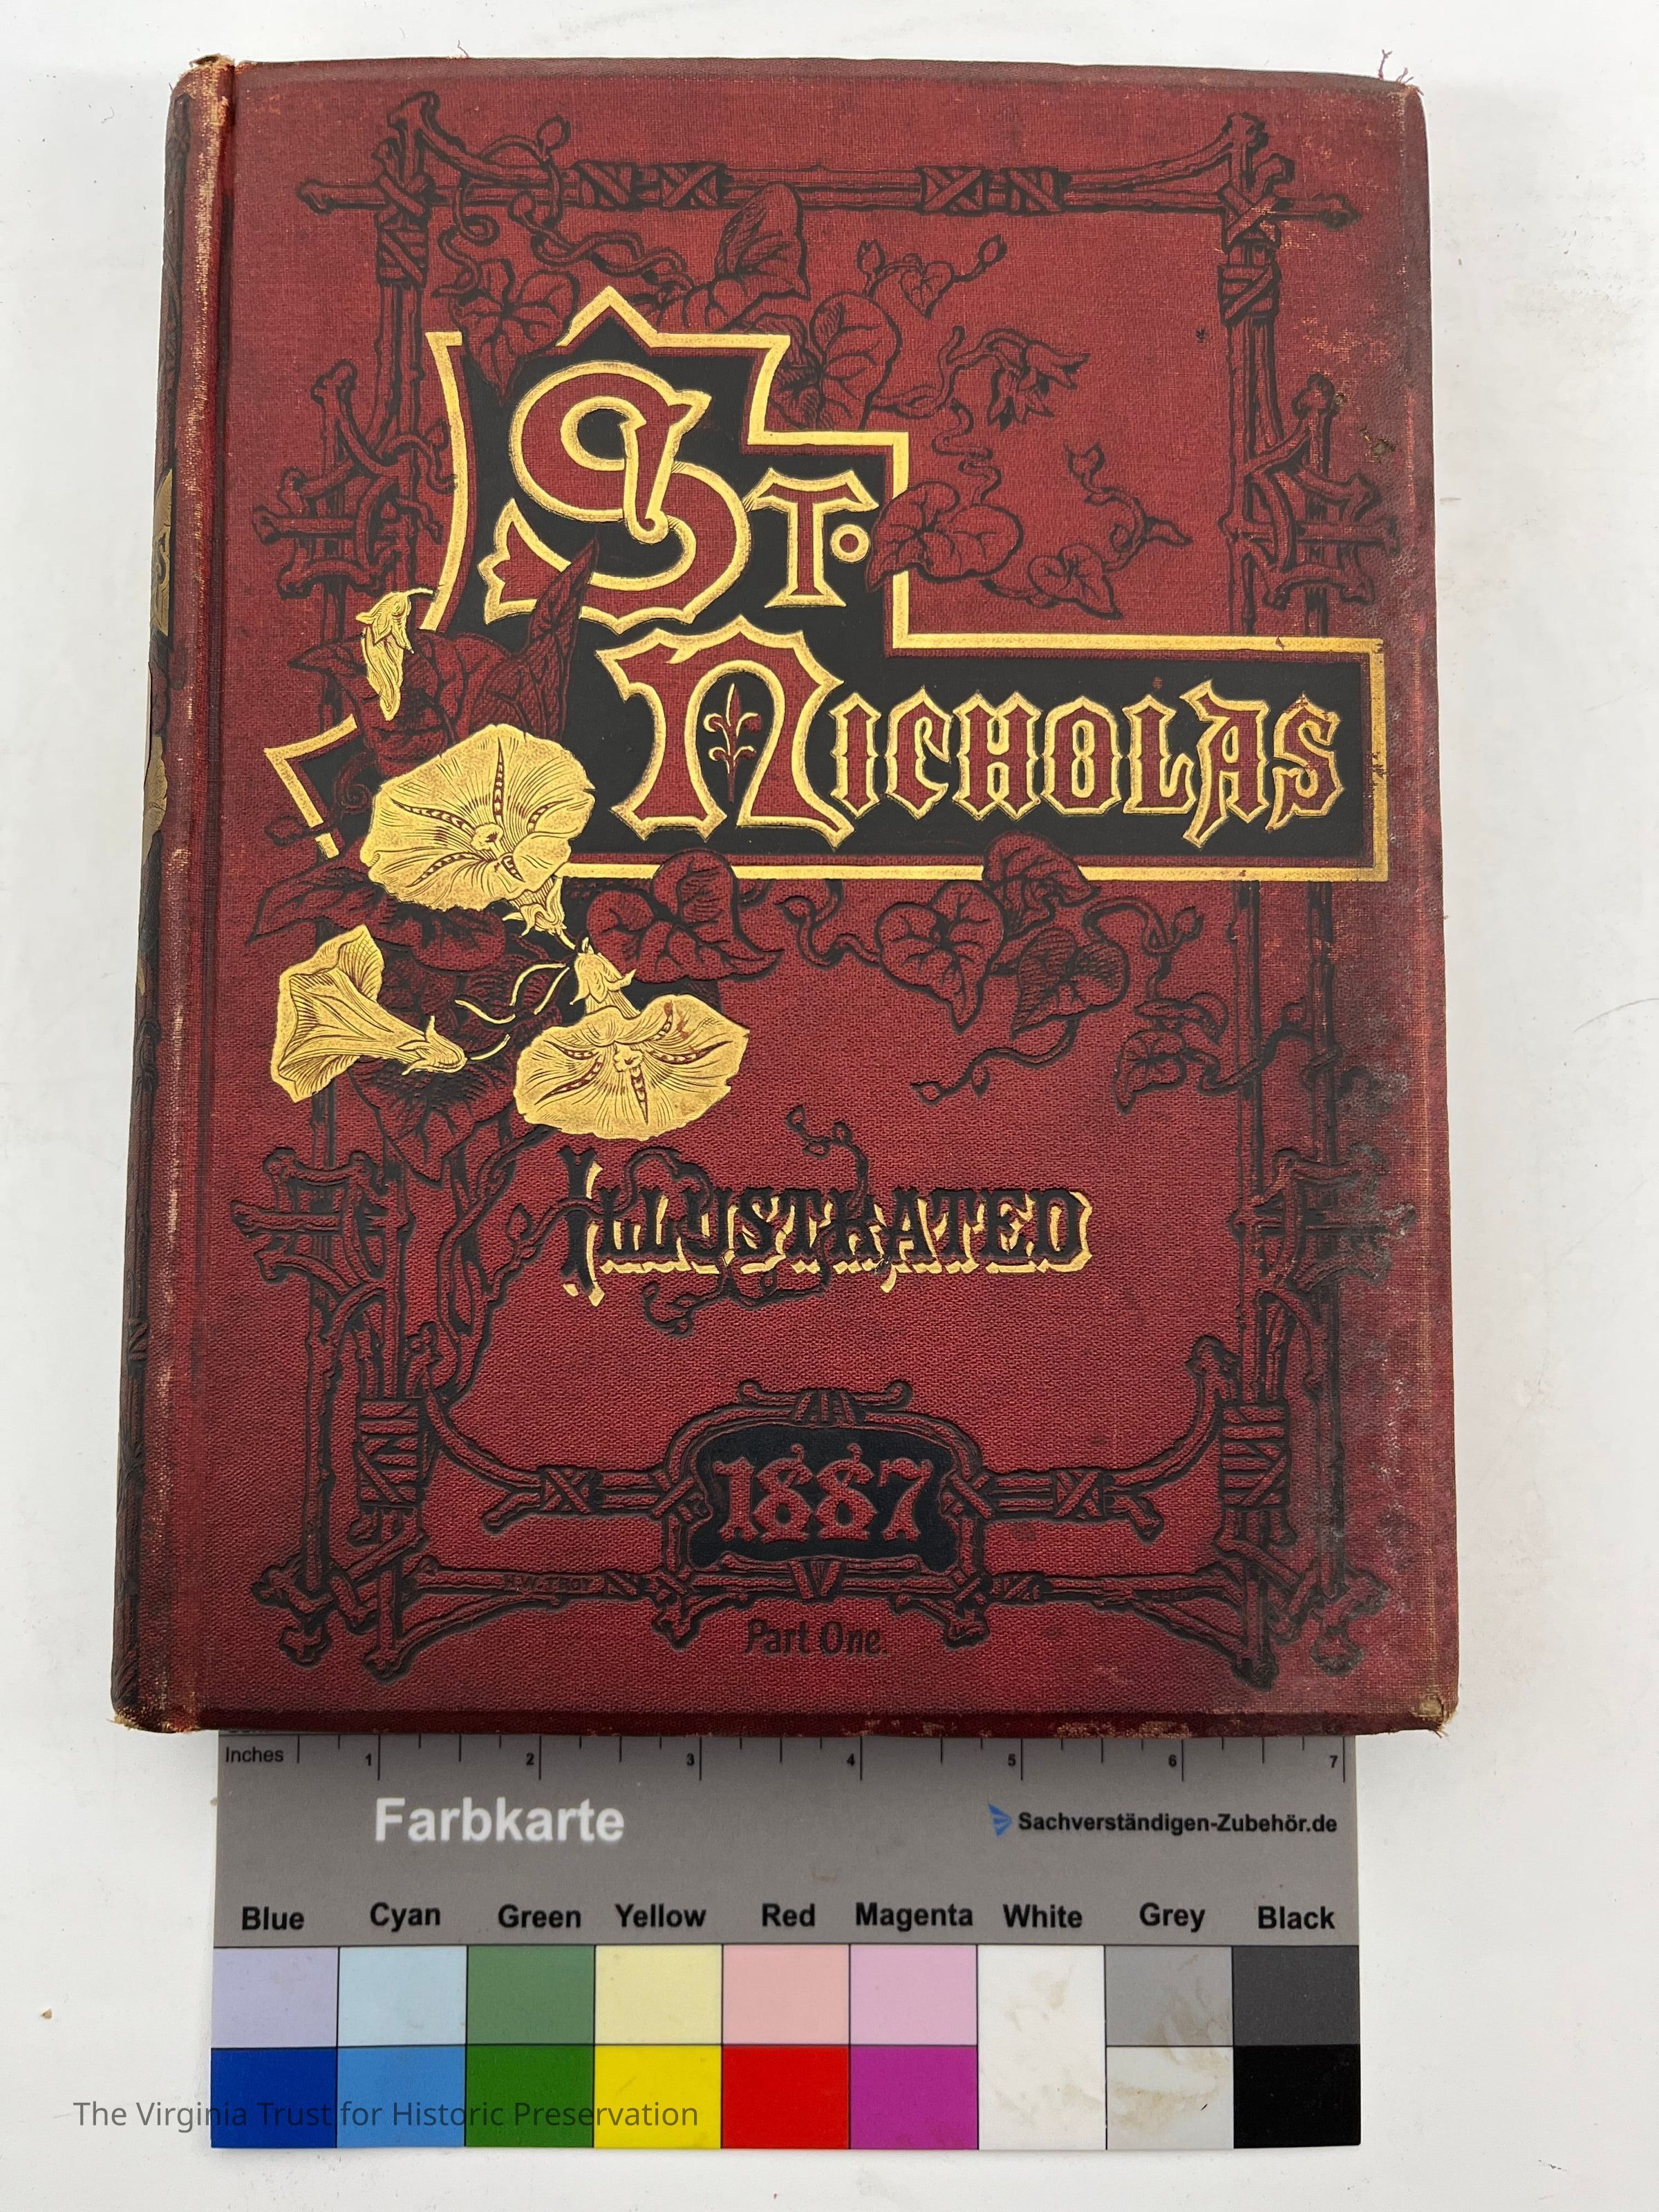 St.
Nicholas
Illustrated
1887
H.W.TROY
Part One.
Inches 1 2 3 4 5 6 7
Farbkarte
Sachverständigen-Zubehör.de
Blue Cyan Green Yellow Red Magenta White Grey Black
The Virginia Trust for Historic Preservation